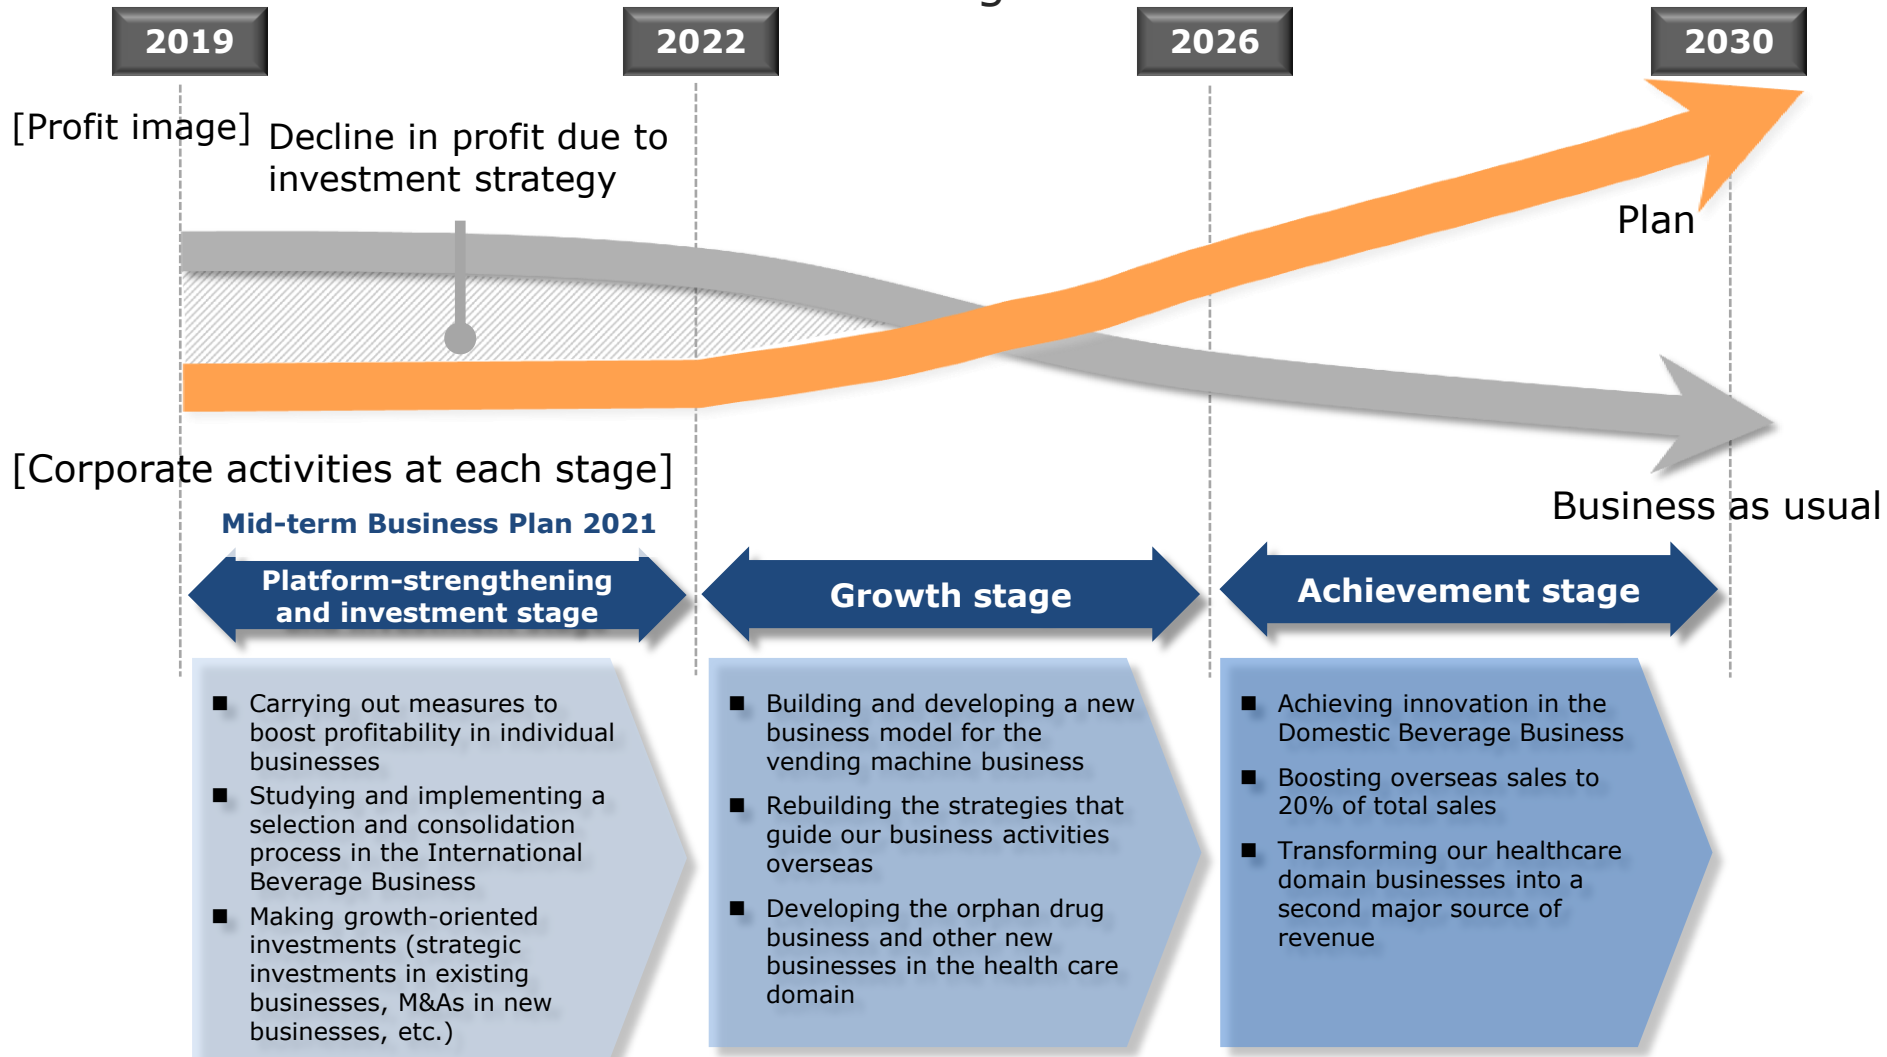 2019
2022
2026
2030
[Profit image]
Decline in profit due to
investment strategy
Plan
Business as usual
[Corporate activities at each stage]
Mid-term Business Plan 2021
Platform-strengthening
and investment stage
Growth stage
Achievement stage
■ Carrying out measures to
boost profitability in individual
businesses
■ Studying and implementing a
selection and consolidation
process in the International
Beverage Business
■ Making growth-oriented
investments (strategic
investments in existing
businesses, M&As in new
businesses, etc.)
■ Building and developing a new
business model for the
vending machine business
■ Rebuilding the strategies that
guide our business activities
overseas
■ Developing the orphan drug
business and other new
businesses in the health care
domain
■ Achieving innovation in the
Domestic Beverage Business
■ Boosting overseas sales to
20% of total sales
■ Transforming our healthcare
domain businesses into a
second major source of
revenue